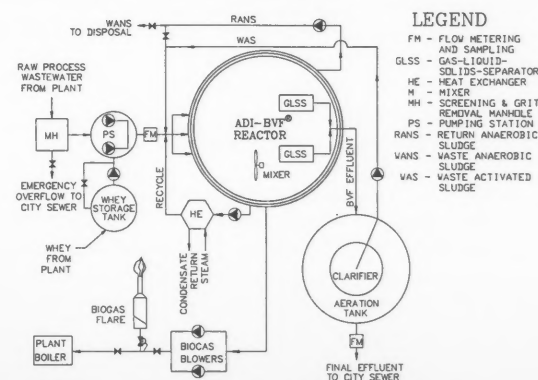 WANS
TO DISPOSAL
RANS
WAS
RAW PROCESS
WASTEWATER
FROM PLANT
MH
PS
FM
EMERGENCY
OVERFLOW TO
CITY SEWER
WHEY
STORAGE
TANK
WHEY
FROM
PLANT
RECYCLE
ADI-BVF®
REACTOR
GLSS
GLSS
MIXER
BVF EFFLUENT
HE
CONDENSATE
RETURN
STEAM
CLARIFIER
AERATION
TANK
FM
FINAL EFFLUENT
TO CITY SEWER
BIOGAS
FLARE
PLANT
BOILER
BIOGAS
BLOWERS
LEGEND
FM - FLOW METERING
AND SAMPLING
GLSS - GAS-LIQUID-
SOLIDS-SEPARATOR
HE - HEAT EXCHANGER
M - MIXER
MH - SCREENING & GRIT
REMOVAL MANHOLE
PS - PUMPING STATION
RANS - RETURN ANAEROBIC
SLUDGE
WANS - WASTE ANAEROBIC
SLUDGE
WAS - WASTE ACTIVATED
SLUDGE